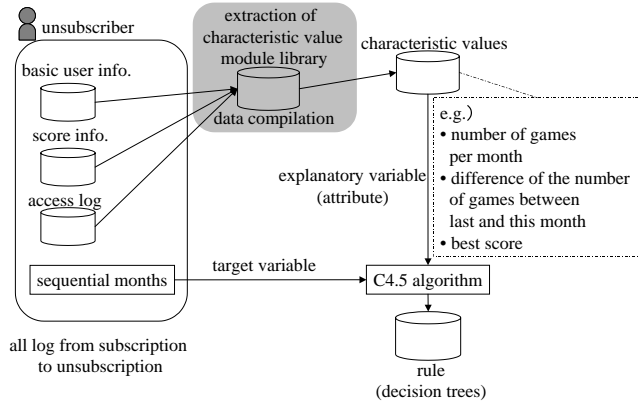 unsubscriber
basic user info.
score info.
access log
sequential months
all log from subscription
to unsubscription
extraction of
characteristic value
module library
data compilation
characteristic values
e.g.)
• number of games
per month
• difference of the number
of games between
last and this month
• best score
explanatory variable
(attribute)
target variable
C4.5 algorithm
rule
(decision trees)